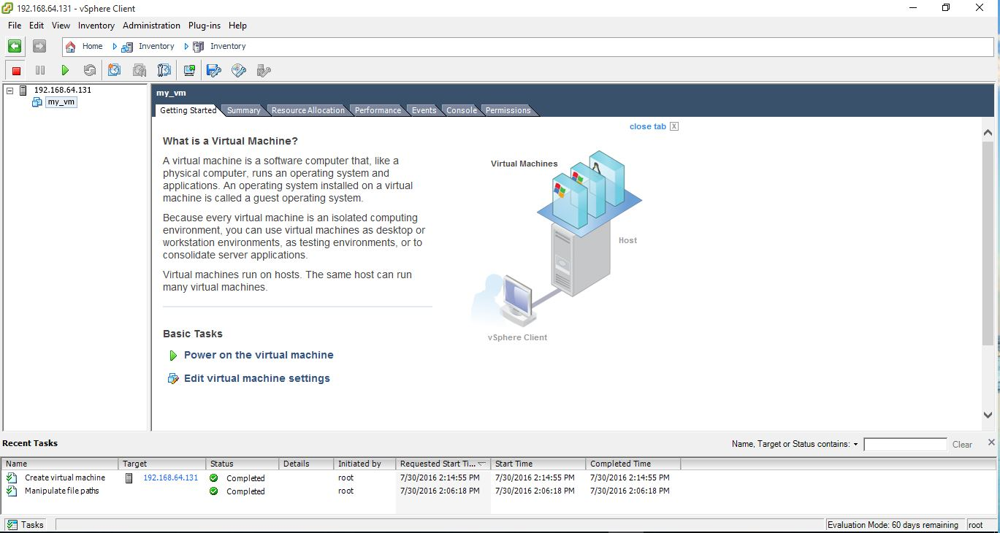 192.168.64.131 - vSphere Client
File Edit View Inventory Administration Plug-ins Help
Home Inventory Inventory
192.168.64.131
my_vm
my_vm
Getting Started Summary Resource Allocation Performance Events Console Permissions
close tab X
What is a Virtual Machine?
A virtual machine is a software computer that, like a
physical computer, runs an operating system and
applications. An operating system installed on a virtual
machine is called a guest operating system.
Because every virtual machine is an isolated computing
environment, you can use virtual machines as desktop or
workstation environments, as testing environments, or to
consolidate server applications.
Virtual machines run on hosts. The same host can run
many virtual machines.
Basic Tasks
Power on the virtual machine
Edit virtual machine settings
Virtual Machines
Host
vSphere Client
Recent Tasks
Name, Target or Status contains: Clear
Name Target Status Details Initiated by Requested Start Ti... Start Time Completed Time
Create virtual machine 192.168.64.131 Completed root 7/30/2016 2:14:55 PM 7/30/2016 2:14:55 PM 7/30/2016 2:14:55 PM
Manipulate file paths Completed root 7/30/2016 2:06:18 PM 7/30/2016 2:06:18 PM 7/30/2016 2:06:18 PM
Tasks Evaluation Mode: 60 days remaining root